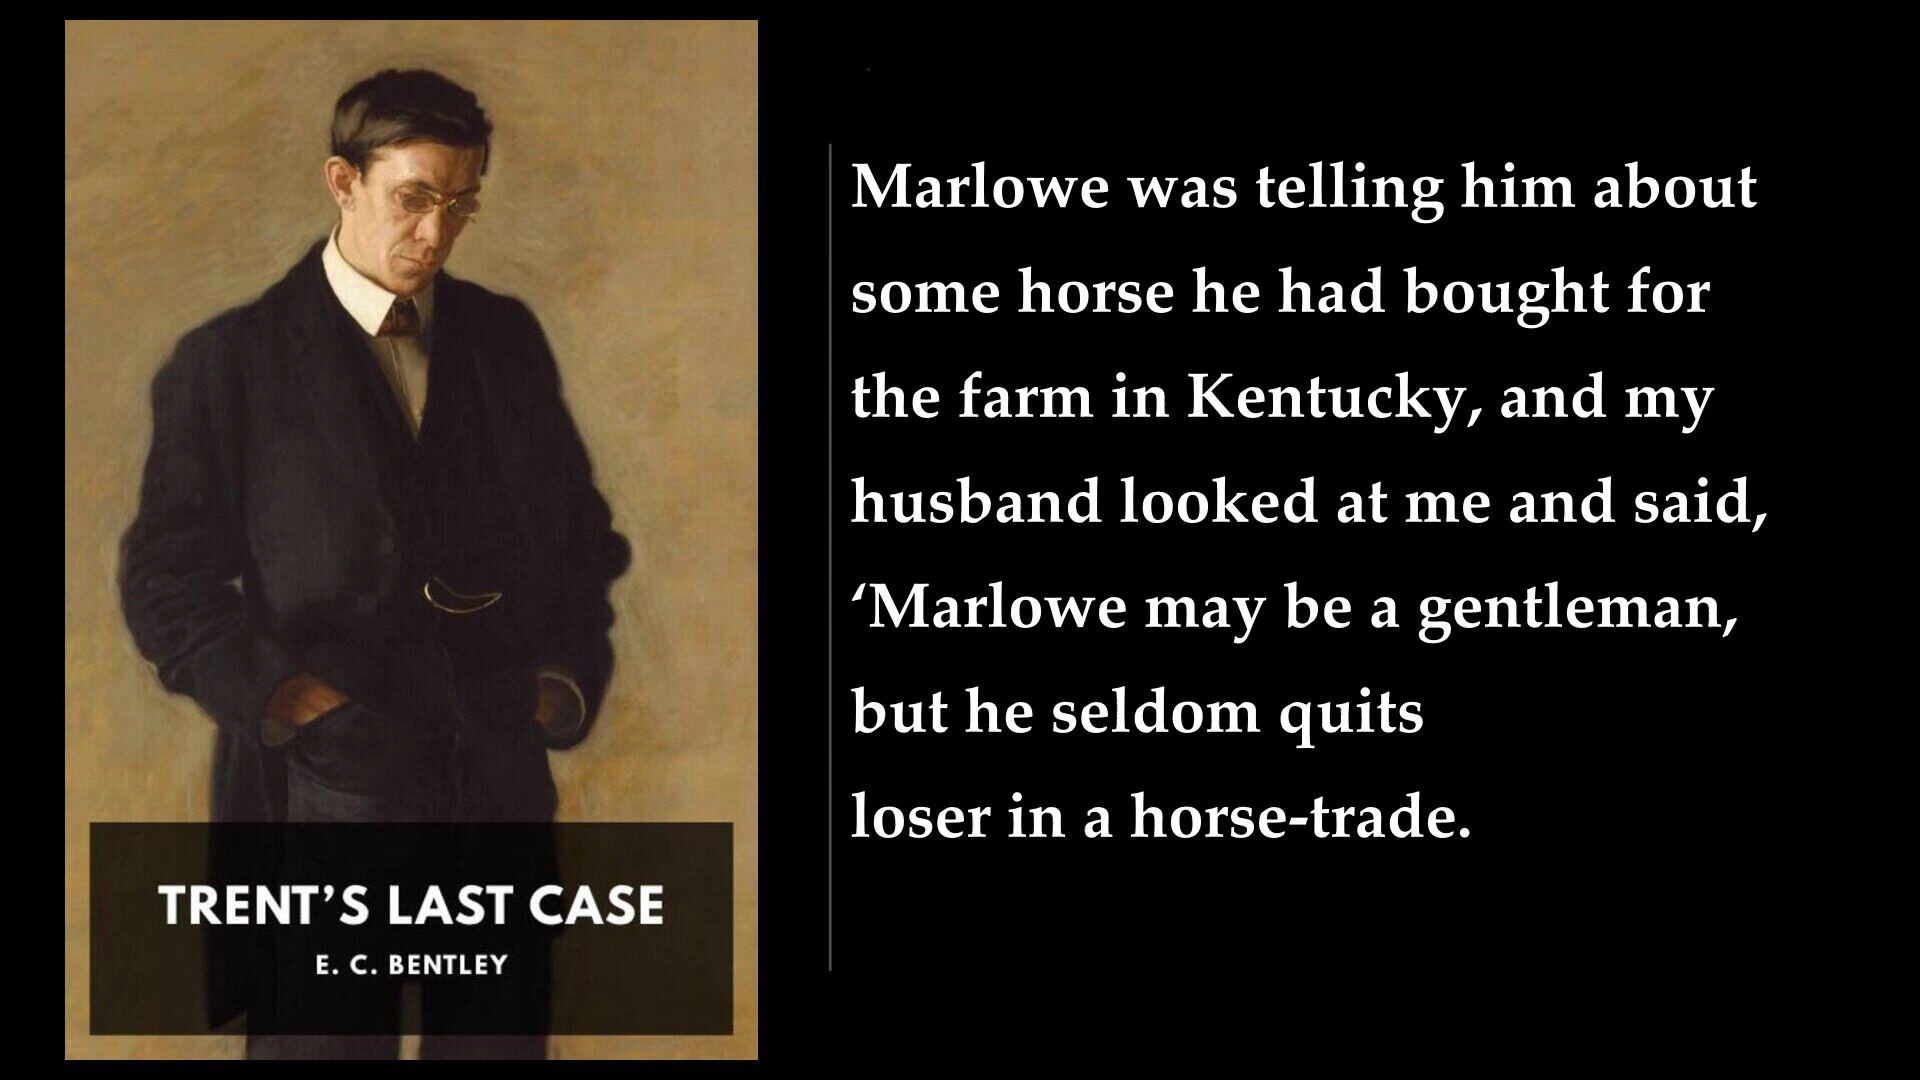 TRENT’S LAST CASE
E. C. BENTLEY
Marlowe was telling him about
some horse he had bought for
the farm in Kentucky, and my
husband looked at me and said,
‘Marlowe may be a gentleman,
but he seldom quits
loser in a horse-trade.